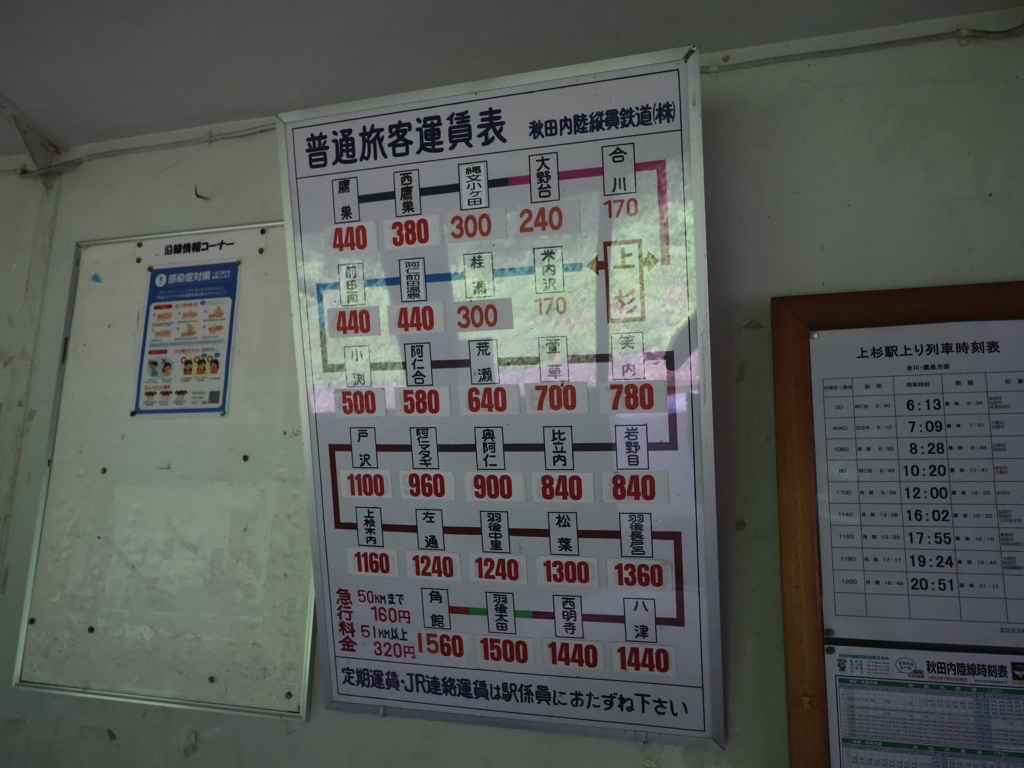 普通旅客運賃表
秋田内陸縦貫鉄道(株)
鷹巣 西鷹巣 縄文小ヶ田 大野台 合川
440 380 300 240 170
前田南 阿仁前田温泉 桂瀬 米内沢 上杉
440 440 300 170
小渕 阿仁合 荒瀬 萱草 笑内
500 580 640 700 780
戸沢 阿仁マタギ 奥阿仁 比立内 岩野目
1100 960 900 840 840
上桧木内 左通 羽後中里 松葉 羽後長戸呂
1160 1240 1240 1300 1360
角館 羽後太田 西明寺 八津
1560 1500 1440 1440
急行料金
50KMまで
160円
51KM以上
320円
定期運賃・JR連絡運賃は駅係員におたずね下さい
沿線情報コーナー
感染症対策
上杉駅上り列車時刻表
合川・鷹巣方面
6:13
7:09
8:28
10:20
12:00
16:02
17:55
19:24
20:51
秋田内陸線時刻表